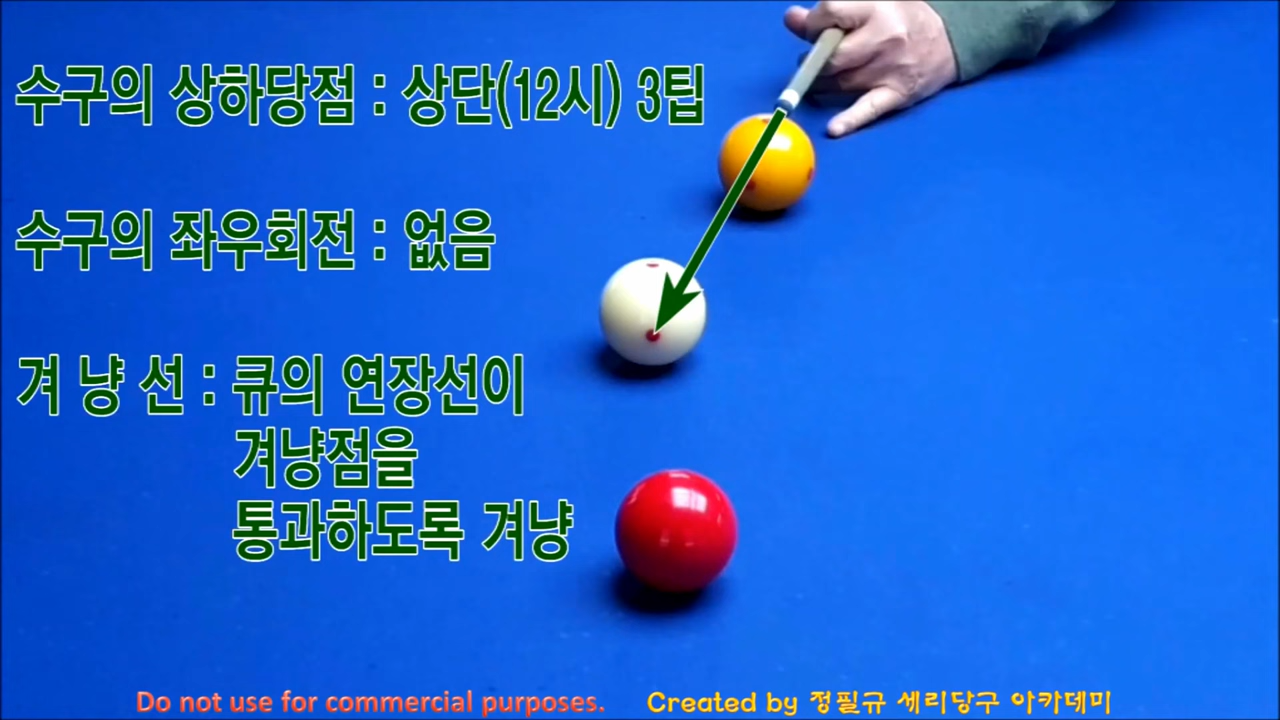 수구의 상하당점 : 상단(12시) 3팁
수구의 좌우회전 : 없음
겨 냥 선 : 큐의 연장선이
겨냥점을
통과하도록 겨냥
Do not use for commercial purposes. Created by 정필규 세리당구 아카데미